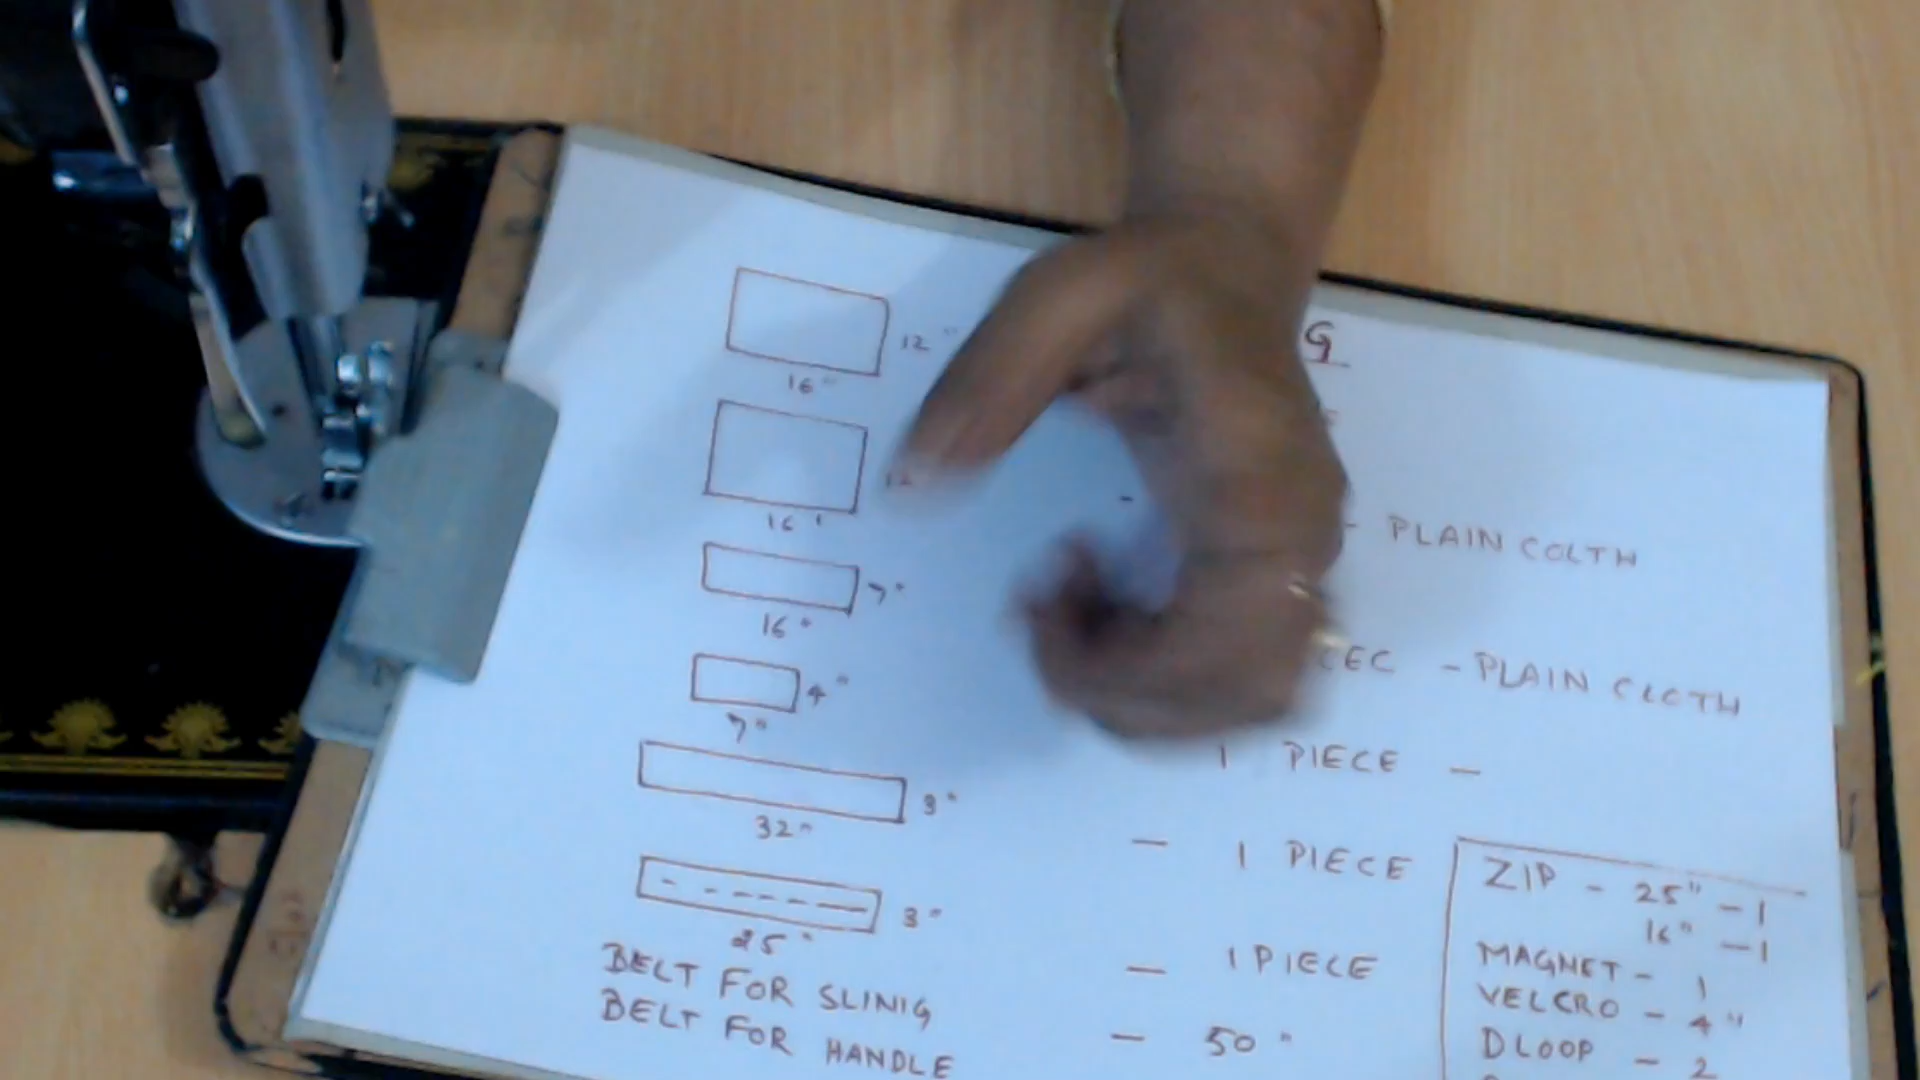 G
12 "
16 "
12
16 '
- PLAIN COLTH
7 "
16 "
4 "
- PLAIN CLOTH
7 "
1 PIECE -
3 "
32 "
- 1 PIECE
3 "
25 "
- 1 PIECE
BELT FOR SLINIG
- 50 "
BELT FOR HANDLE
ZIP - 25" - 1
16" - 1
MAGNET - 1
VELCRO - 4"
D LOOP - 2